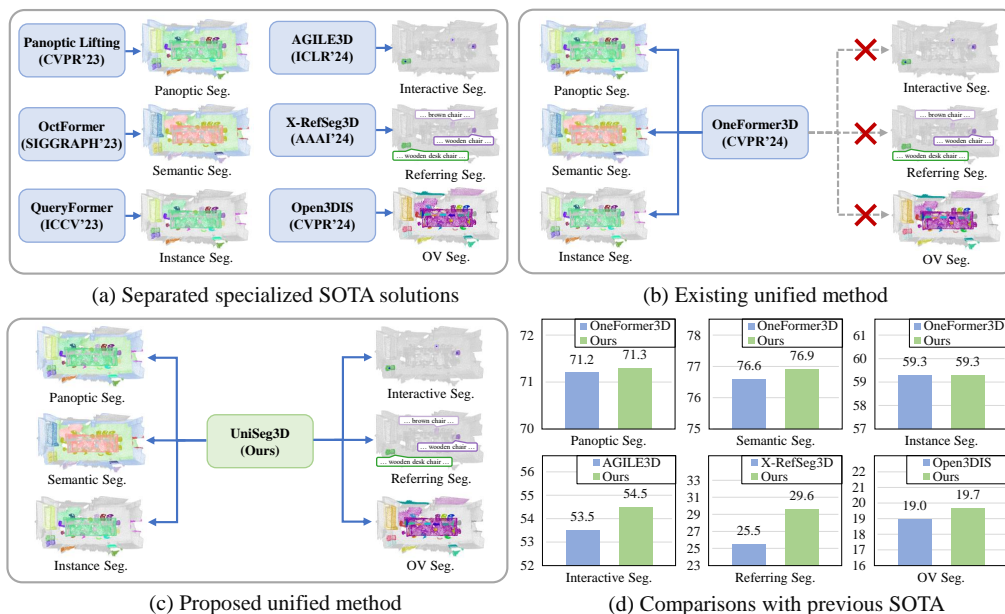 Panoptic Lifting
(CVPR'23)
Panoptic Seg.
AGILE3D
(ICLR'24)
Interactive Seg.
OctFormer
(SIGGRAPH'23)
Semantic Seg.
X-RefSeg3D
(AAAI'24)
... brown chair ...
... wooden chair ...
... wooden desk chair ...
Referring Seg.
QueryFormer
(ICCV'23)
Instance Seg.
Open3DIS
(CVPR'24)
OV Seg.
(a) Separated specialized SOTA solutions
Panoptic Seg.
Semantic Seg.
Instance Seg.
OneFormer3D
(CVPR'24)
Interactive Seg.
... brown chair ...
... wooden chair ...
... wooden desk chair ...
Referring Seg.
OV Seg.
(b) Existing unified method
Panoptic Seg.
Semantic Seg.
Instance Seg.
UniSeg3D
(Ours)
Interactive Seg.
... brown chair ...
... wooden chair ...
... wooden desk chair ...
Referring Seg.
OV Seg.
(c) Proposed unified method
OneFormer3D
Ours
72
71
70
71.2
71.3
Panoptic Seg.
OneFormer3D
Ours
78
77
76
75
76.6
76.9
Semantic Seg.
OneFormer3D
Ours
61
60
59
58
57
59.3
59.3
Instance Seg.
AGILE3D
Ours
56
55
54
53
52
53.5
54.5
Interactive Seg.
X-RefSeg3D
Ours
33
31
29
27
25
23
25.5
29.6
Referring Seg.
Open3DIS
Ours
22
21
20
19
18
17
16
19.0
19.7
OV Seg.
(d) Comparisons with previous SOTA